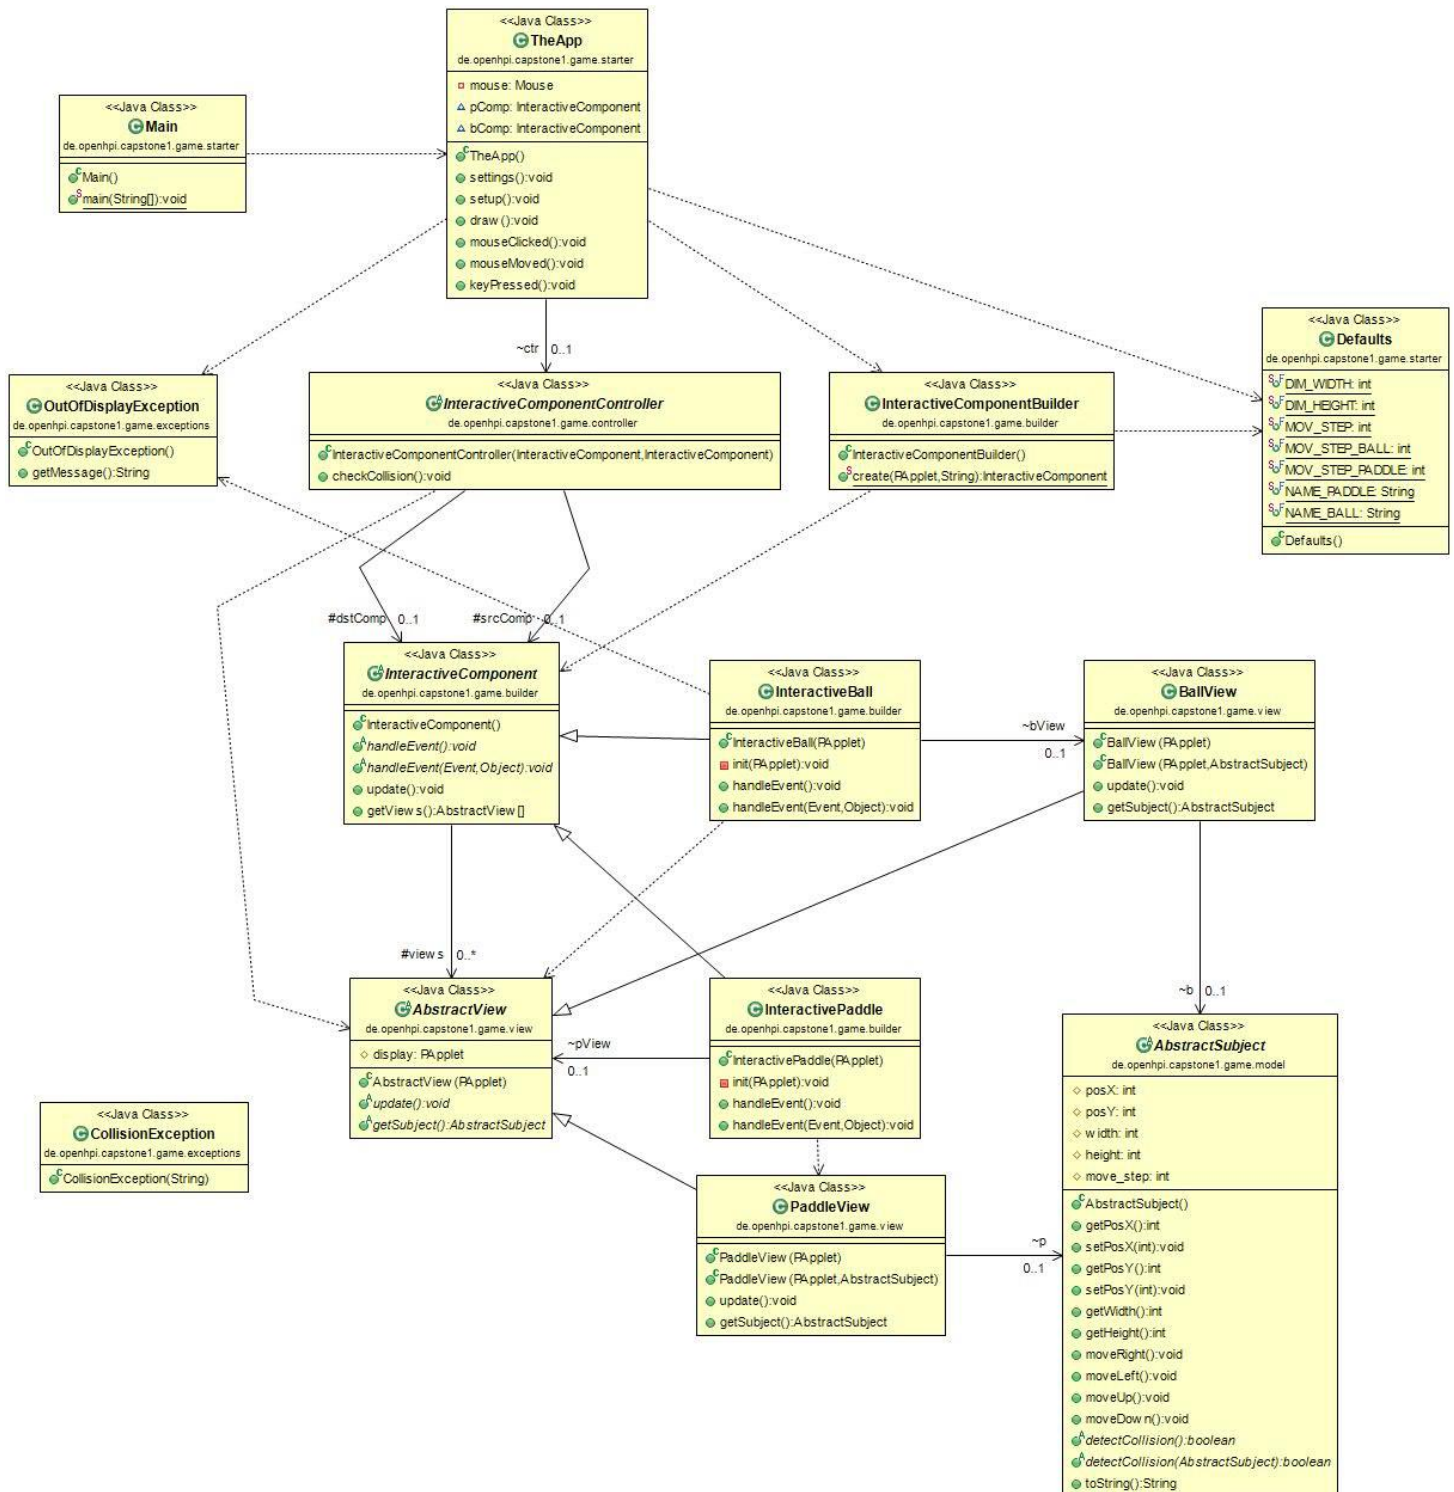 <<Java Class>>
TheApp
de.openhpi.capstone1.game.starter
mouse: Mouse
pComp: InteractiveComponent
bComp: InteractiveComponent
TheApp()
settings():void
setup():void
draw():void
mouseClicked():void
mouseMoved():void
keyPressed():void
<<Java Class>>
Main
de.openhpi.capstone1.game.starter
Main()
main(String[]):void
<<Java Class>>
Defaults
de.openhpi.capstone1.game.starter
DIM_WIDTH: int
DIM_HEIGHT: int
MOV_STEP: int
MOV_STEP_BALL: int
MOV_STEP_PADDLE: int
NAME_PADDLE: String
NAME_BALL: String
Defaults()
~ctr 0..1
<<Java Class>>
OutOfDisplayException
de.openhpi.capstone1.game.exceptions
OutOfDisplayException()
getMessage():String
<<Java Class>>
InteractiveComponentController
de.openhpi.capstone1.game.controller
InteractiveComponentController(InteractiveComponent,InteractiveComponent)
checkCollision():void
<<Java Class>>
InteractiveComponentBuilder
de.openhpi.capstone1.game.builder
InteractiveComponentBuilder()
create(PApplet,String):InteractiveComponent
#dstComp 0..1
#srcComp 0..1
<<Java Class>>
InteractiveComponent
de.openhpi.capstone1.game.builder
InteractiveComponent()
handleEvent():void
handleEvent(Event,Object):void
update():void
getViews():AbstractView[]
<<Java Class>>
InteractiveBall
de.openhpi.capstone1.game.builder
InteractiveBall(PApplet)
init(PApplet):void
handleEvent():void
handleEvent(Event,Object):void
~bView
0..1
<<Java Class>>
BallView
de.openhpi.capstone1.game.view
BallView(PApplet)
BallView(PApplet,AbstractSubject)
update():void
getSubject():AbstractSubject
#views 0..*
~b 0..1
<<Java Class>>
AbstractView
de.openhpi.capstone1.game.view
display: PApplet
AbstractView(PApplet)
update():void
getSubject():AbstractSubject
~pView
0..1
<<Java Class>>
InteractivePaddle
de.openhpi.capstone1.game.builder
InteractivePaddle(PApplet)
init(PApplet):void
handleEvent():void
handleEvent(Event,Object):void
<<Java Class>>
CollisionException
de.openhpi.capstone1.game.exceptions
CollisionException(String)
<<Java Class>>
PaddleView
de.openhpi.capstone1.game.view
PaddleView(PApplet)
PaddleView(PApplet,AbstractSubject)
update():void
getSubject():AbstractSubject
~p
0..1
<<Java Class>>
AbstractSubject
de.openhpi.capstone1.game.model
posX: int
posY: int
width: int
height: int
move_step: int
AbstractSubject()
getPosX():int
setPosX(int):void
getPosY():int
setPosY(int):void
getWidth():int
getHeight():int
moveRight():void
moveLeft():void
moveUp():void
moveDown():void
detectCollision():boolean
detectCollision(AbstractSubject):boolean
toString():String